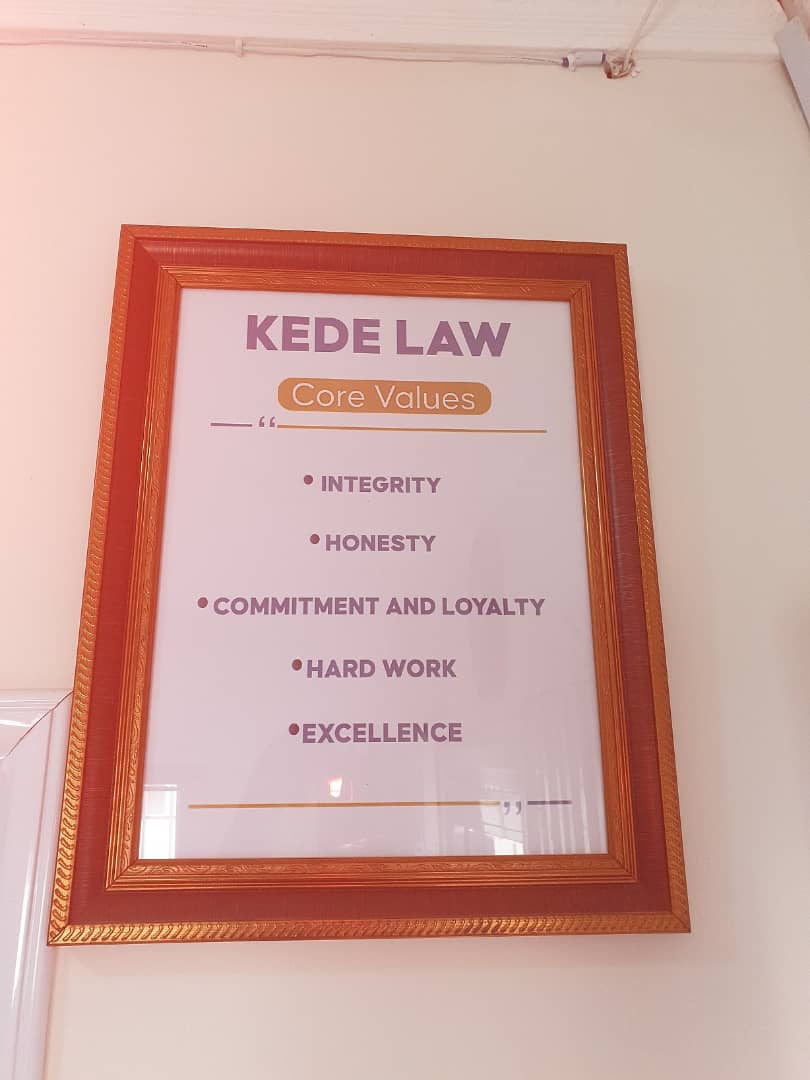 KEDE LAW
Core Values
“
• INTEGRITY
• HONESTY
• COMMITMENT AND LOYALTY
• HARD WORK
• EXCELLENCE
”